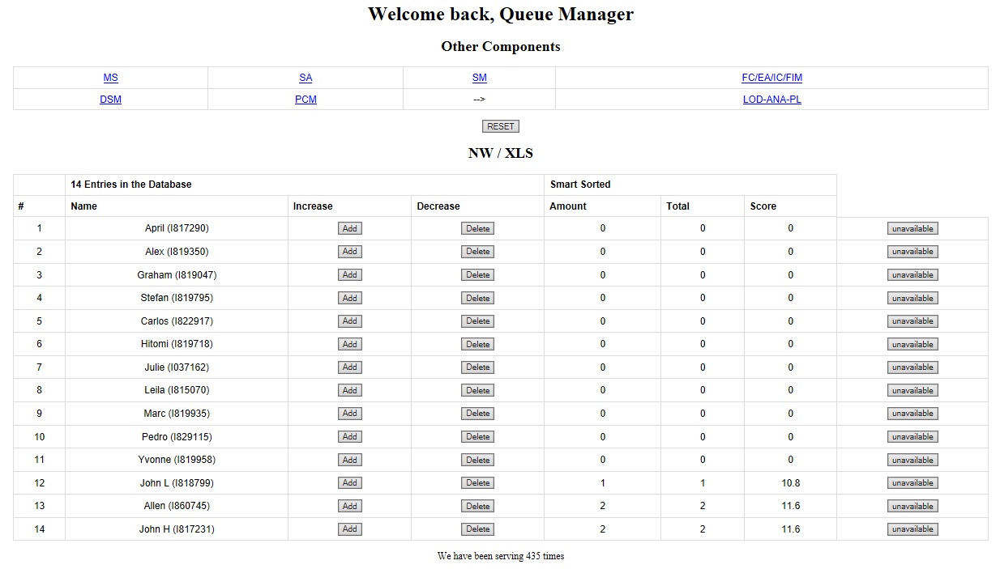 Welcome back, Queue Manager
Other Components
MS SA SM FC/EA/IC/FIM
DSM PCM --> LOD-ANA-PL
RESET
NW / XLS
14 Entries in the Database Smart Sorted
# Name Increase Decrease Amount Total Score
1 April (I817290) Add Delete 0 0 0 unavailable
2 Alex (I819350) Add Delete 0 0 0 unavailable
3 Graham (I819047) Add Delete 0 0 0 unavailable
4 Stefan (I819795) Add Delete 0 0 0 unavailable
5 Carlos (I822917) Add Delete 0 0 0 unavailable
6 Hitomi (I819718) Add Delete 0 0 0 unavailable
7 Julie (I037162) Add Delete 0 0 0 unavailable
8 Leila (I815070) Add Delete 0 0 0 unavailable
9 Marc (I819935) Add Delete 0 0 0 unavailable
10 Pedro (I829115) Add Delete 0 0 0 unavailable
11 Yvonne (I819958) Add Delete 0 0 0 unavailable
12 John L (I818799) Add Delete 1 1 10.8 unavailable
13 Allen (I860745) Add Delete 2 2 11.6 unavailable
14 John H (I817231) Add Delete 2 2 11.6 unavailable
We have been serving 435 times